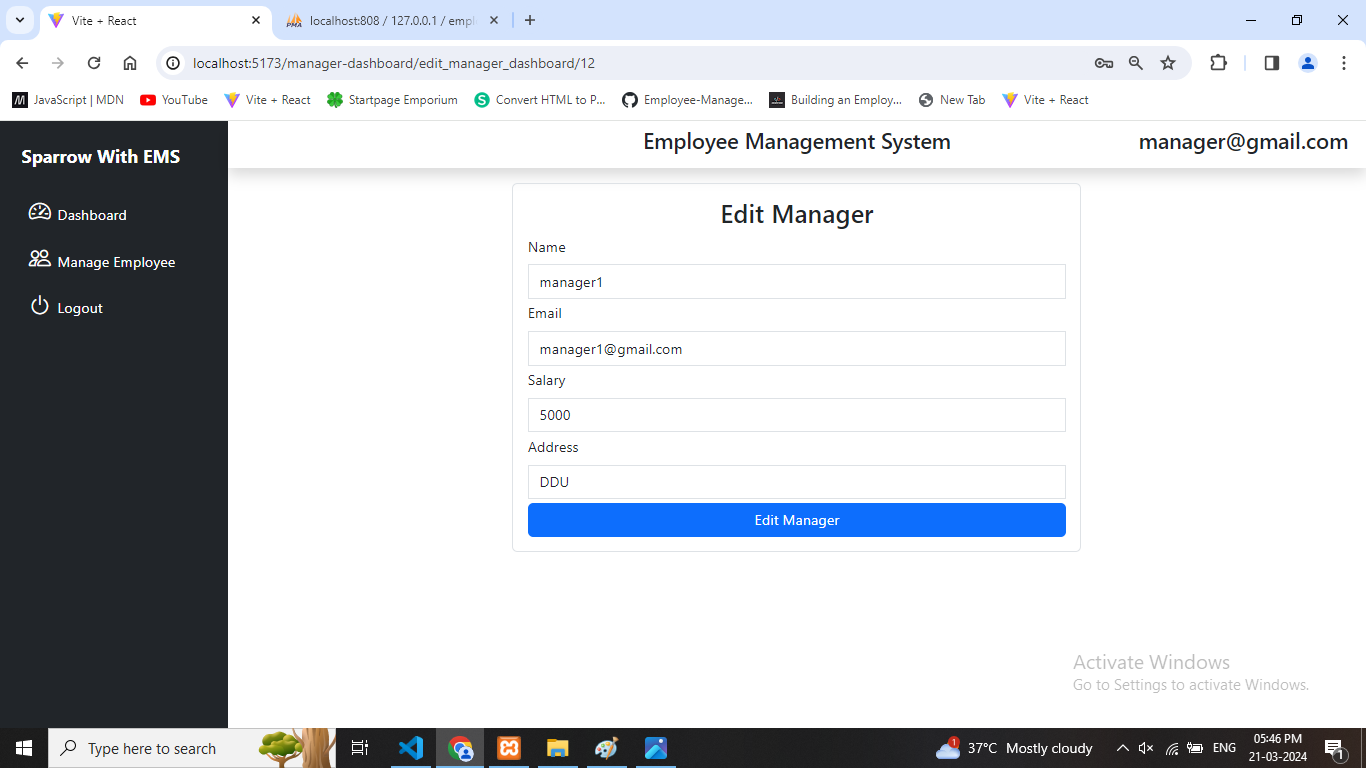 Vite + React
localhost:808 / 127.0.0.1 / empl
localhost:5173/manager-dashboard/edit_manager_dashboard/12
JavaScript | MDN
YouTube
Vite + React
Startpage Emporium
Convert HTML to P...
Employee-Manage...
Building an Employ...
New Tab
Vite + React
Sparrow With EMS
Employee Management System
manager@gmail.com
Dashboard
Manage Employee
Logout
Edit Manager
Name
manager1
Email
manager1@gmail.com
Salary
5000
Address
DDU
Edit Manager
Activate Windows
Go to Settings to activate Windows.
Type here to search
1
37°C Mostly cloudy
ENG
05:46 PM
21-03-2024
1